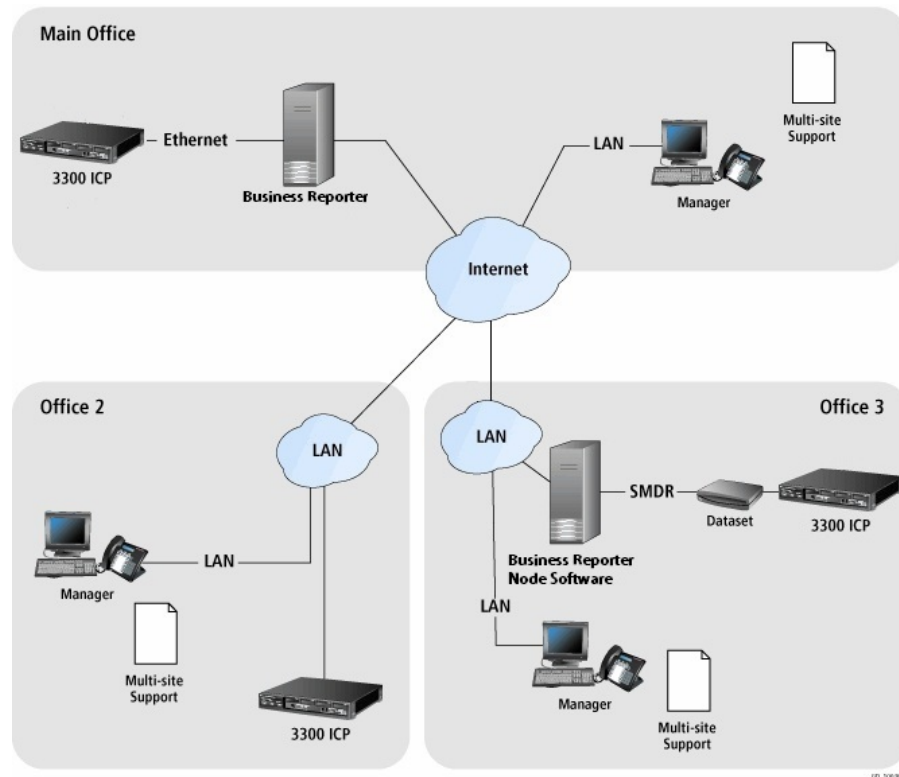 Main Office
Multi-site
Support
Ethernet
LAN
3300 ICP
Business Reporter
Manager
Internet
Office 2
Office 3
LAN
LAN
SMDR
Dataset
3300 ICP
Business Reporter
Node Software
LAN
Manager
LAN
Multi-site
Support
3300 ICP
Manager
Multi-site
Support